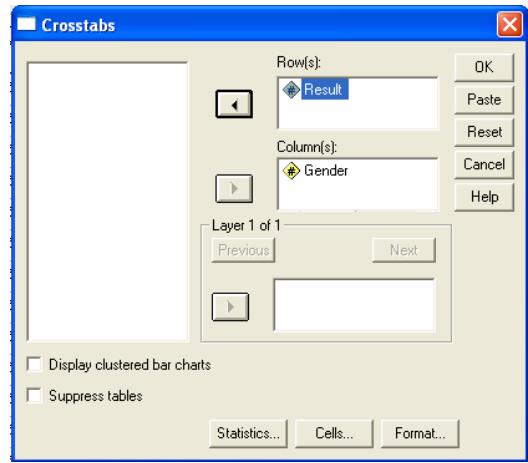 Crosstabs
Row(s):
# Result
OK
Paste
Reset
Column(s):
# Gender
Cancel
Help
Layer 1 of 1
Previous
Next
Display clustered bar charts
Suppress tables
Statistics...
Cells...
Format...